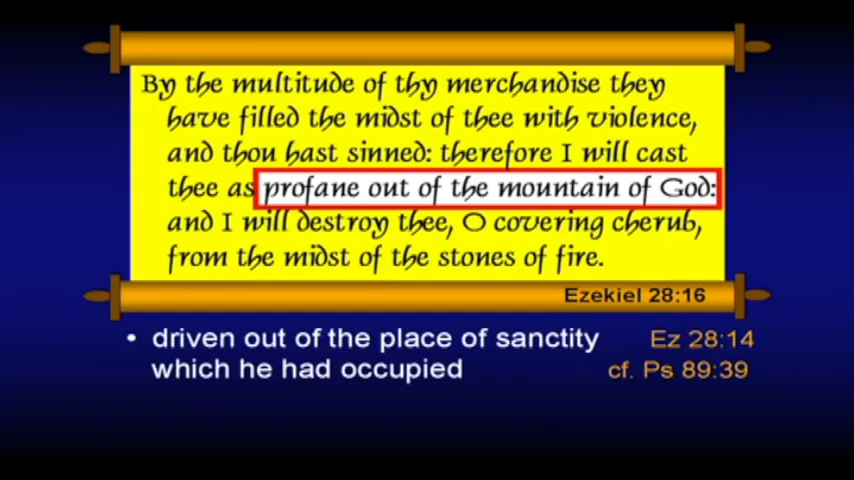 By the multitude of thy merchandise they
have filled the midst of thee with violence,
and thou hast sinned: therefore I will cast
thee as profane out of the mountain of God:
and I will destroy thee, O covering cherub,
from the midst of the stones of fire.
Ezekiel 28:16
• driven out of the place of sanctity Ez 28:14
which he had occupied cf. Ps 89:39